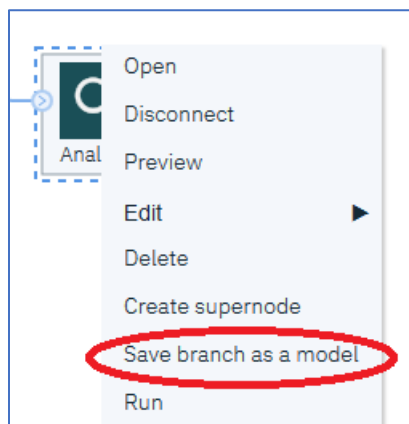 Open
Disconnect
Anal
Preview
Edit
Delete
Create supernode
Save branch as a model
Run